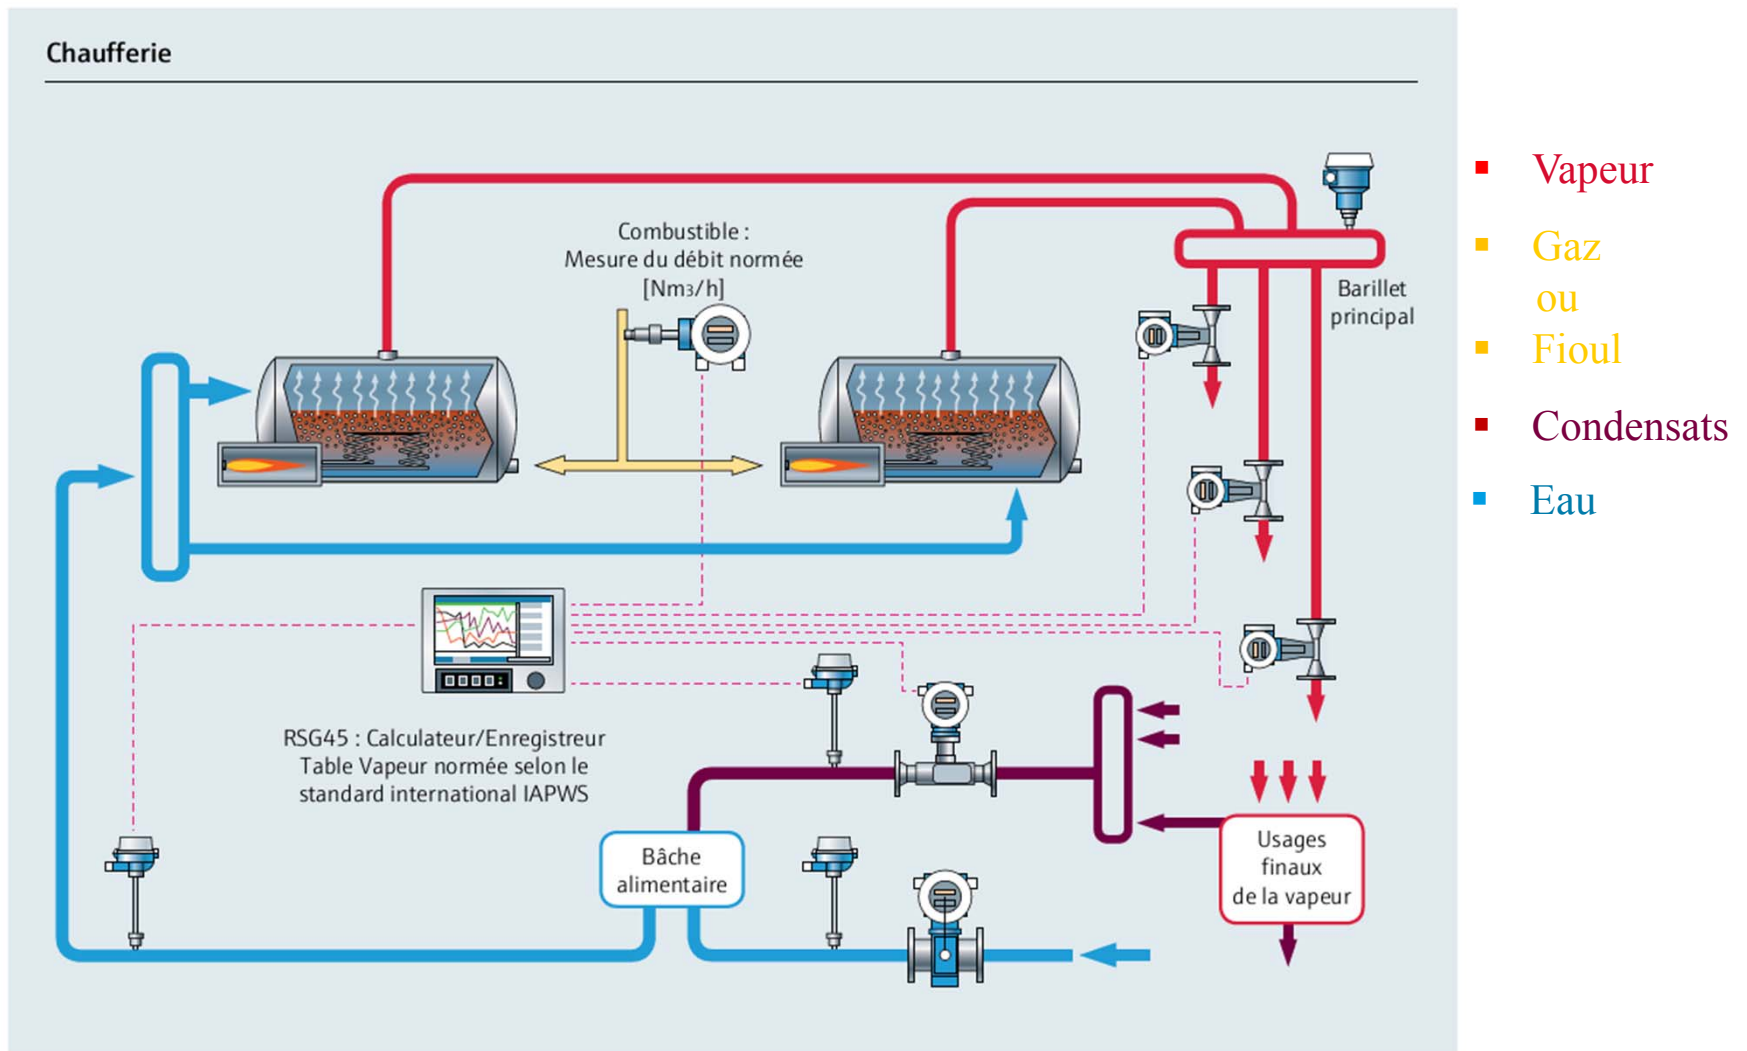 Chaufferie
Combustible :
Mesure du débit normée
[Nm3/h]
Barillet
principal
RSG45 : Calculateur/Enregistreur
Table Vapeur normée selon le
standard international IAPWS
Bâche
alimentaire
Usages
finaux
de la vapeur
▪ Vapeur
▪ Gaz
ou
▪ Fioul
▪ Condensats
▪ Eau